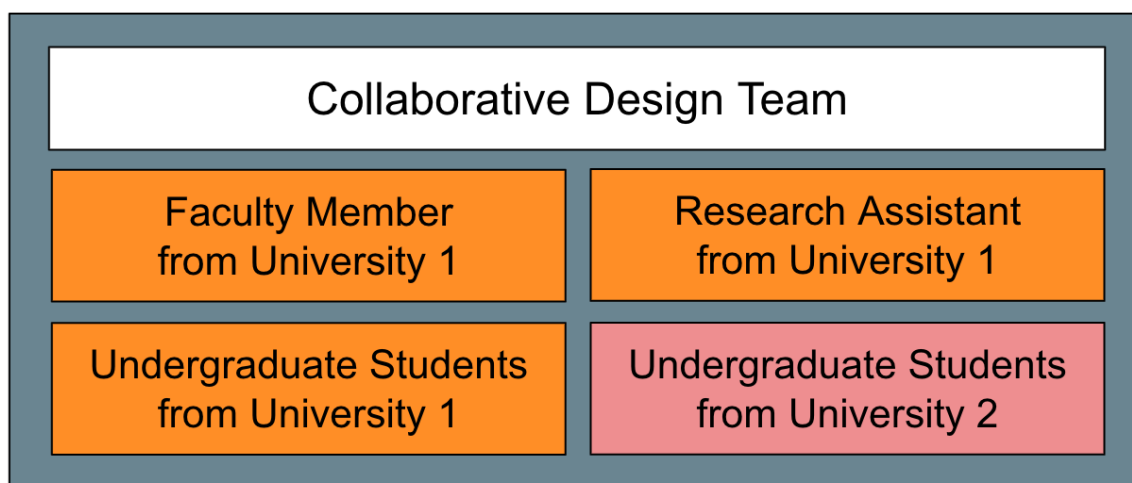 Collaborative Design Team
Faculty Member
from University 1
Research Assistant
from University 1
Undergraduate Students
from University 1
Undergraduate Students
from University 2